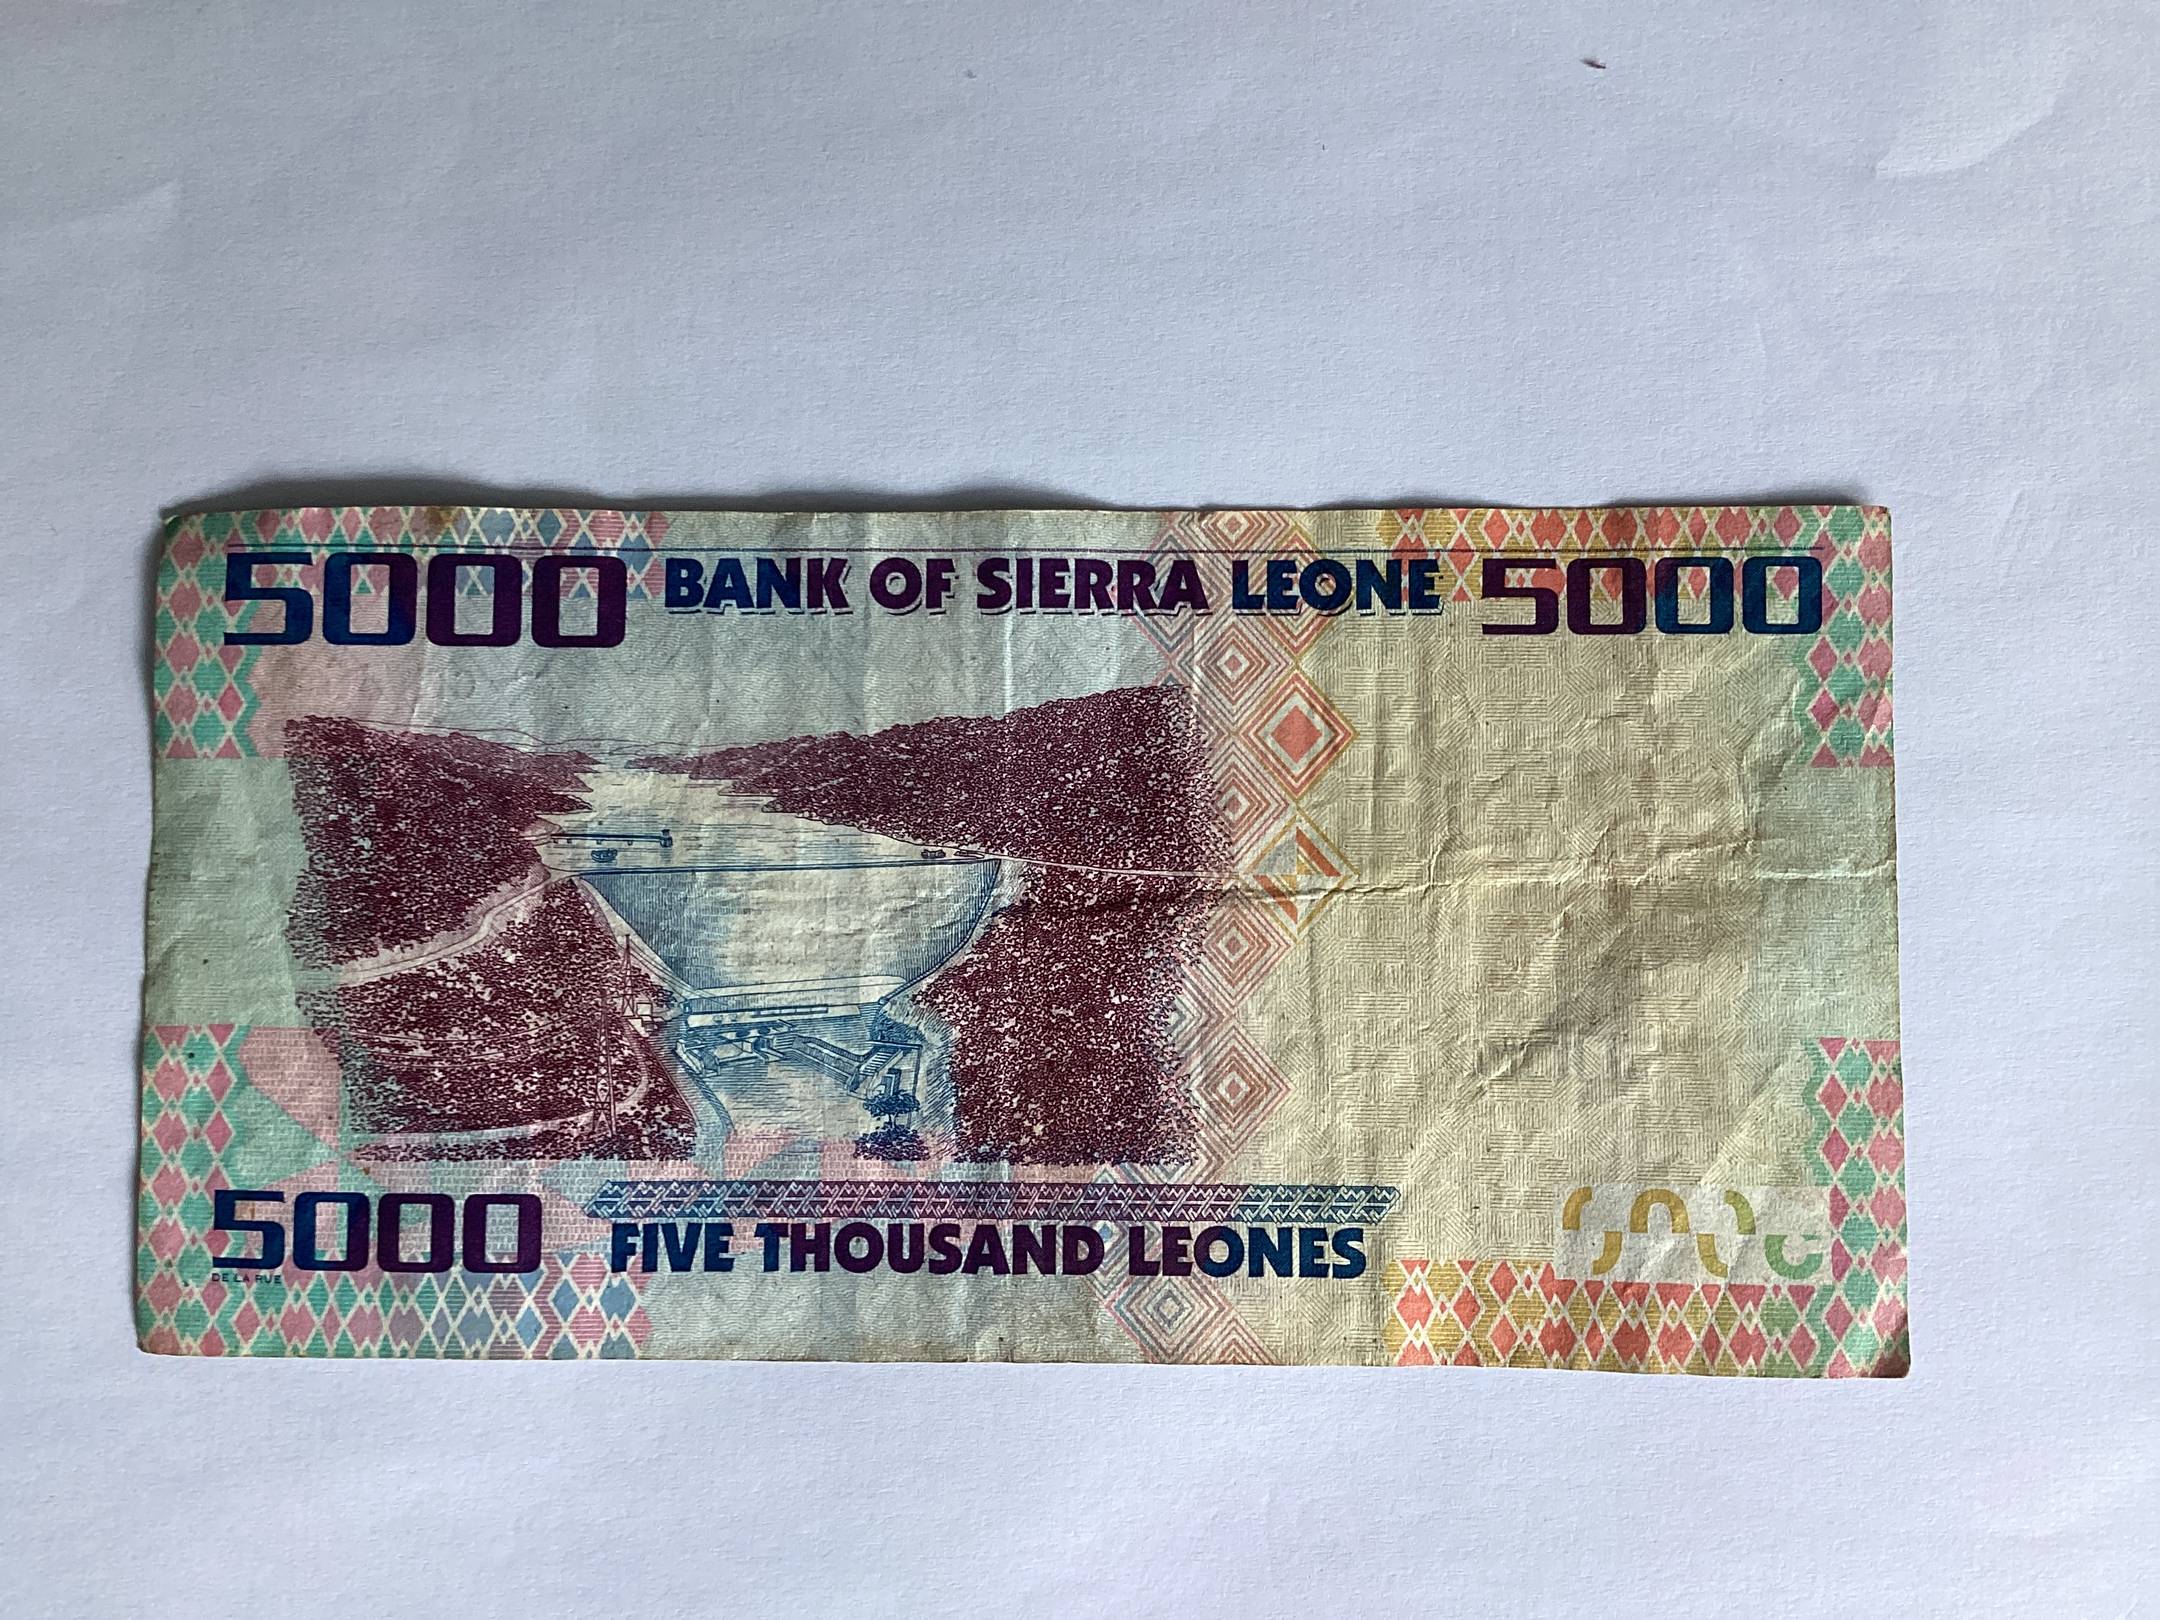 5000 BANK OF SIERRA LEONE 5000
5000
DE LA RUE
FIVE THOUSAND LEONES